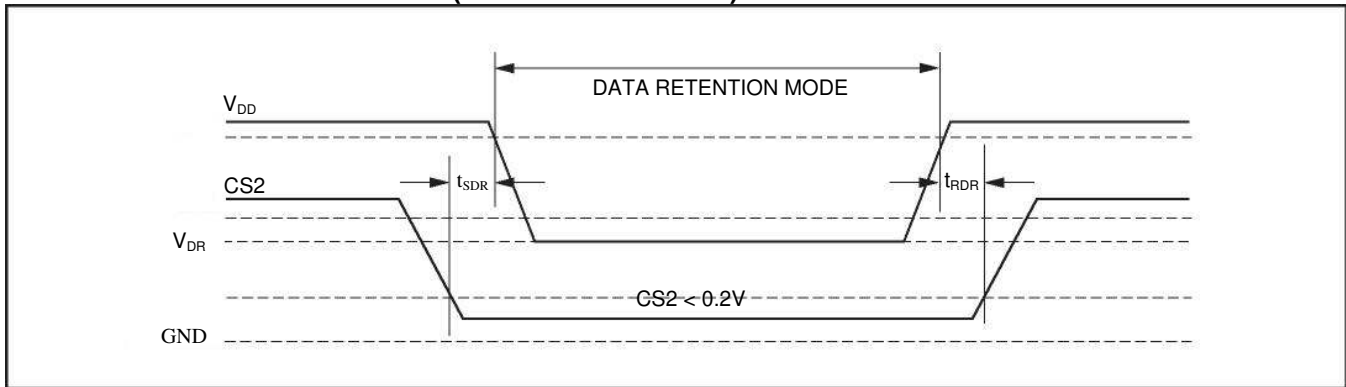 DATA RETENTION MODE
VDD
tSDR
tRDR
CS2
VDR
CS2 < 0.2V
GND